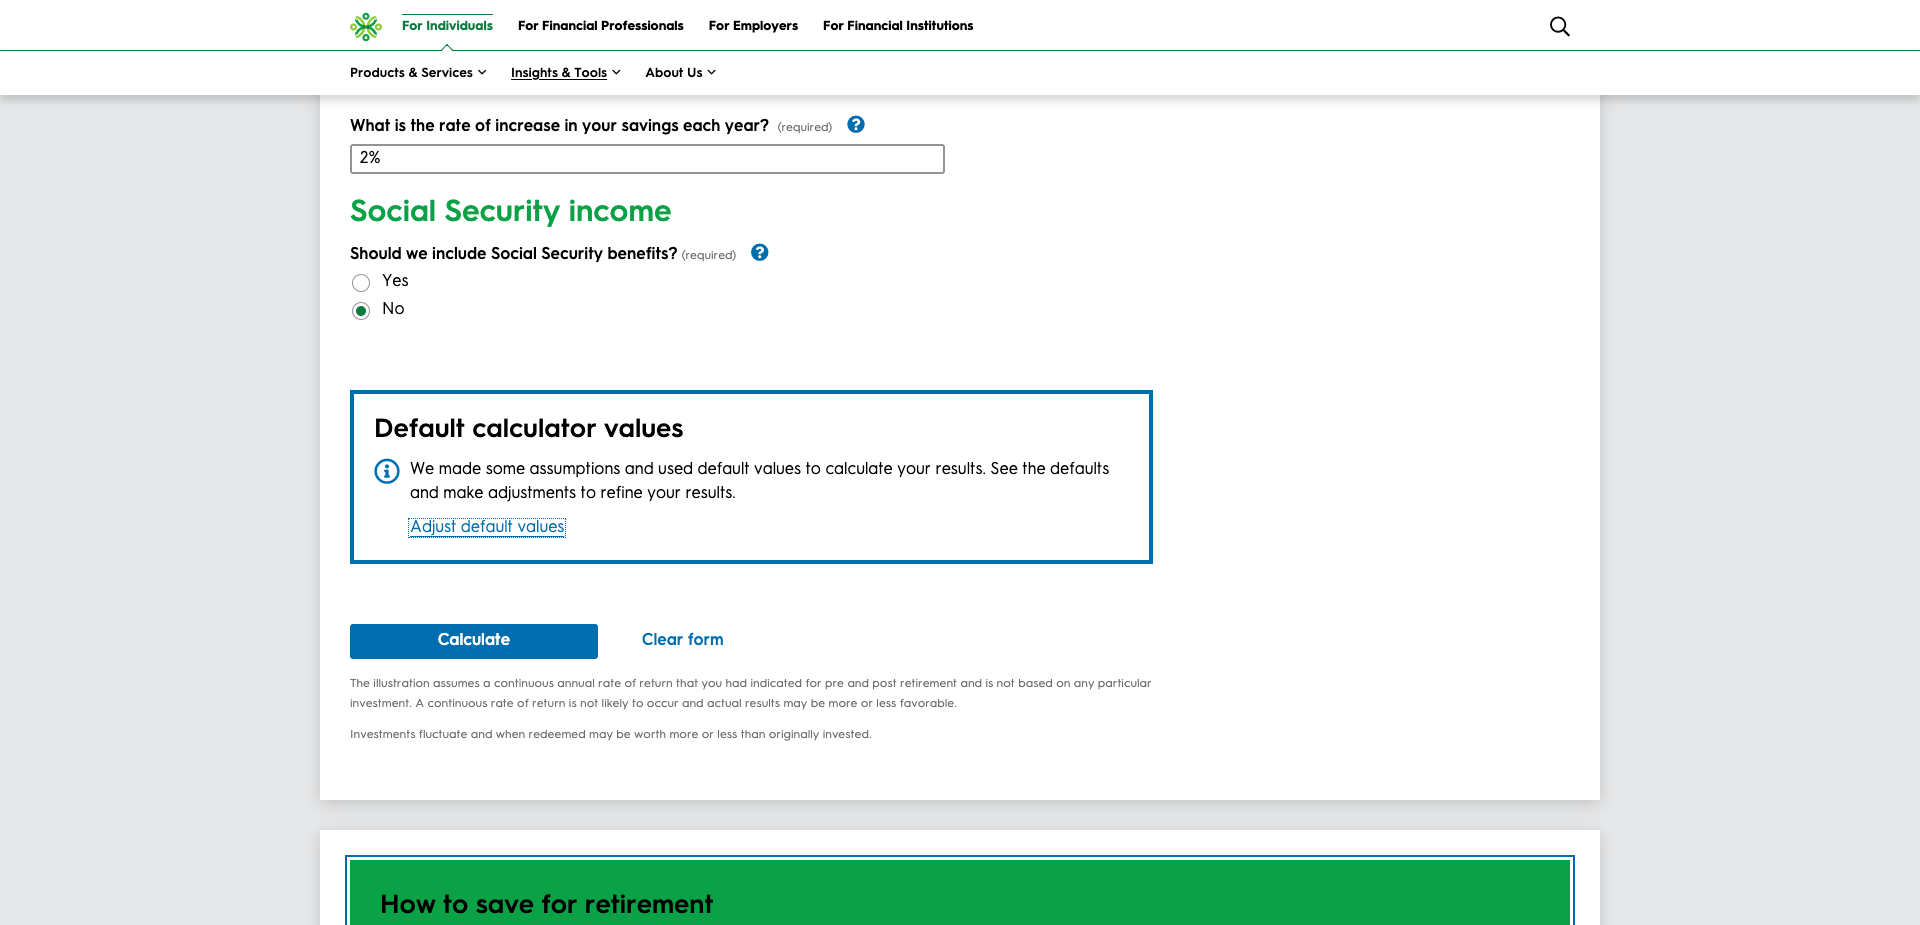 For Individuals For Financial Professionals For Employers For Financial Institutions
Products & Services Insights & Tools About Us
What is the rate of increase in your savings each year? (required) ?
2%
Social Security income
Should we include Social Security benefits? (required) ?
Yes
No
Default calculator values
We made some assumptions and used default values to calculate your results. See the defaults
and make adjustments to refine your results.
Adjust default values
Calculate Clear form
The illustration assumes a continuous annual rate of return that you had indicated for pre and post retirement and is not based on any particular
investment. A continuous rate of return is not likely to occur and actual results may be more or less favorable.
Investments fluctuate and when redeemed may be worth more or less than originally invested.
How to save for retirement